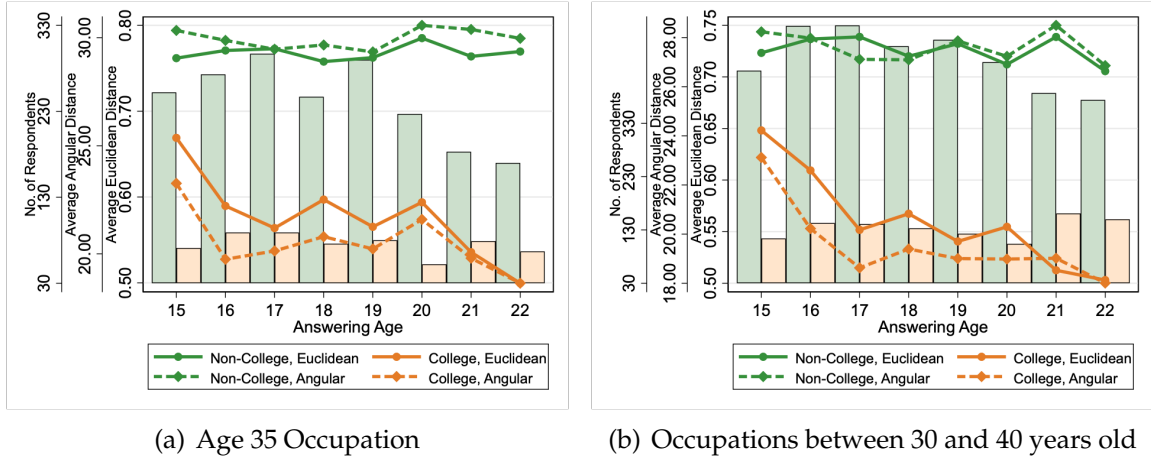 No. of Respondents
30
130
230
330
Average Angular Distance
20.00
25.00
30.00
Average Euclidean Distance
0.50
0.60
0.70
0.80
15 16 17 18 19 20 21 22
Answering Age
Non-College, Euclidean College, Euclidean
Non-College, Angular College, Angular
(a) Age 35 Occupation
No. of Respondents
30
130
230
330
Average Angular Distance
18.00
20.00
22.00
24.00
26.00
28.00
Average Euclidean Distance
0.50
0.55
0.60
0.65
0.70
0.75
15 16 17 18 19 20 21 22
Answering Age
Non-College, Euclidean College, Euclidean
Non-College, Angular College, Angular
(b) Occupations between 30 and 40 years old